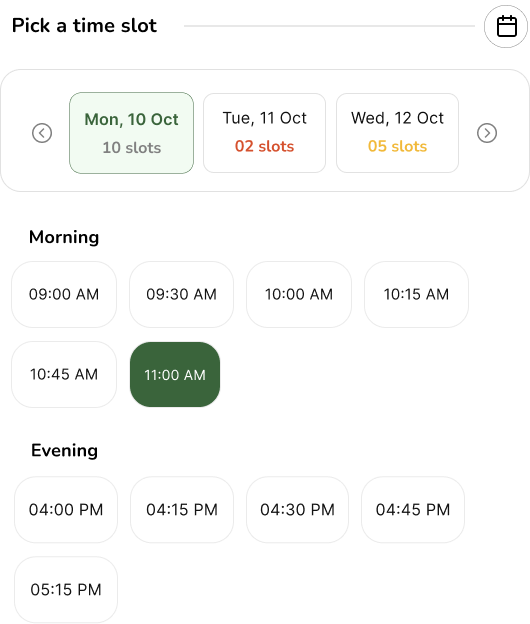 Pick a time slot
Mon, 10 Oct
10 slots
Tue, 11 Oct
02 slots
Wed, 12 Oct
05 slots
Morning
09:00 AM
09:30 AM
10:00 AM
10:15 AM
10:45 AM
11:00 AM
Evening
04:00 PM
04:15 PM
04:30 PM
04:45 PM
05:15 PM